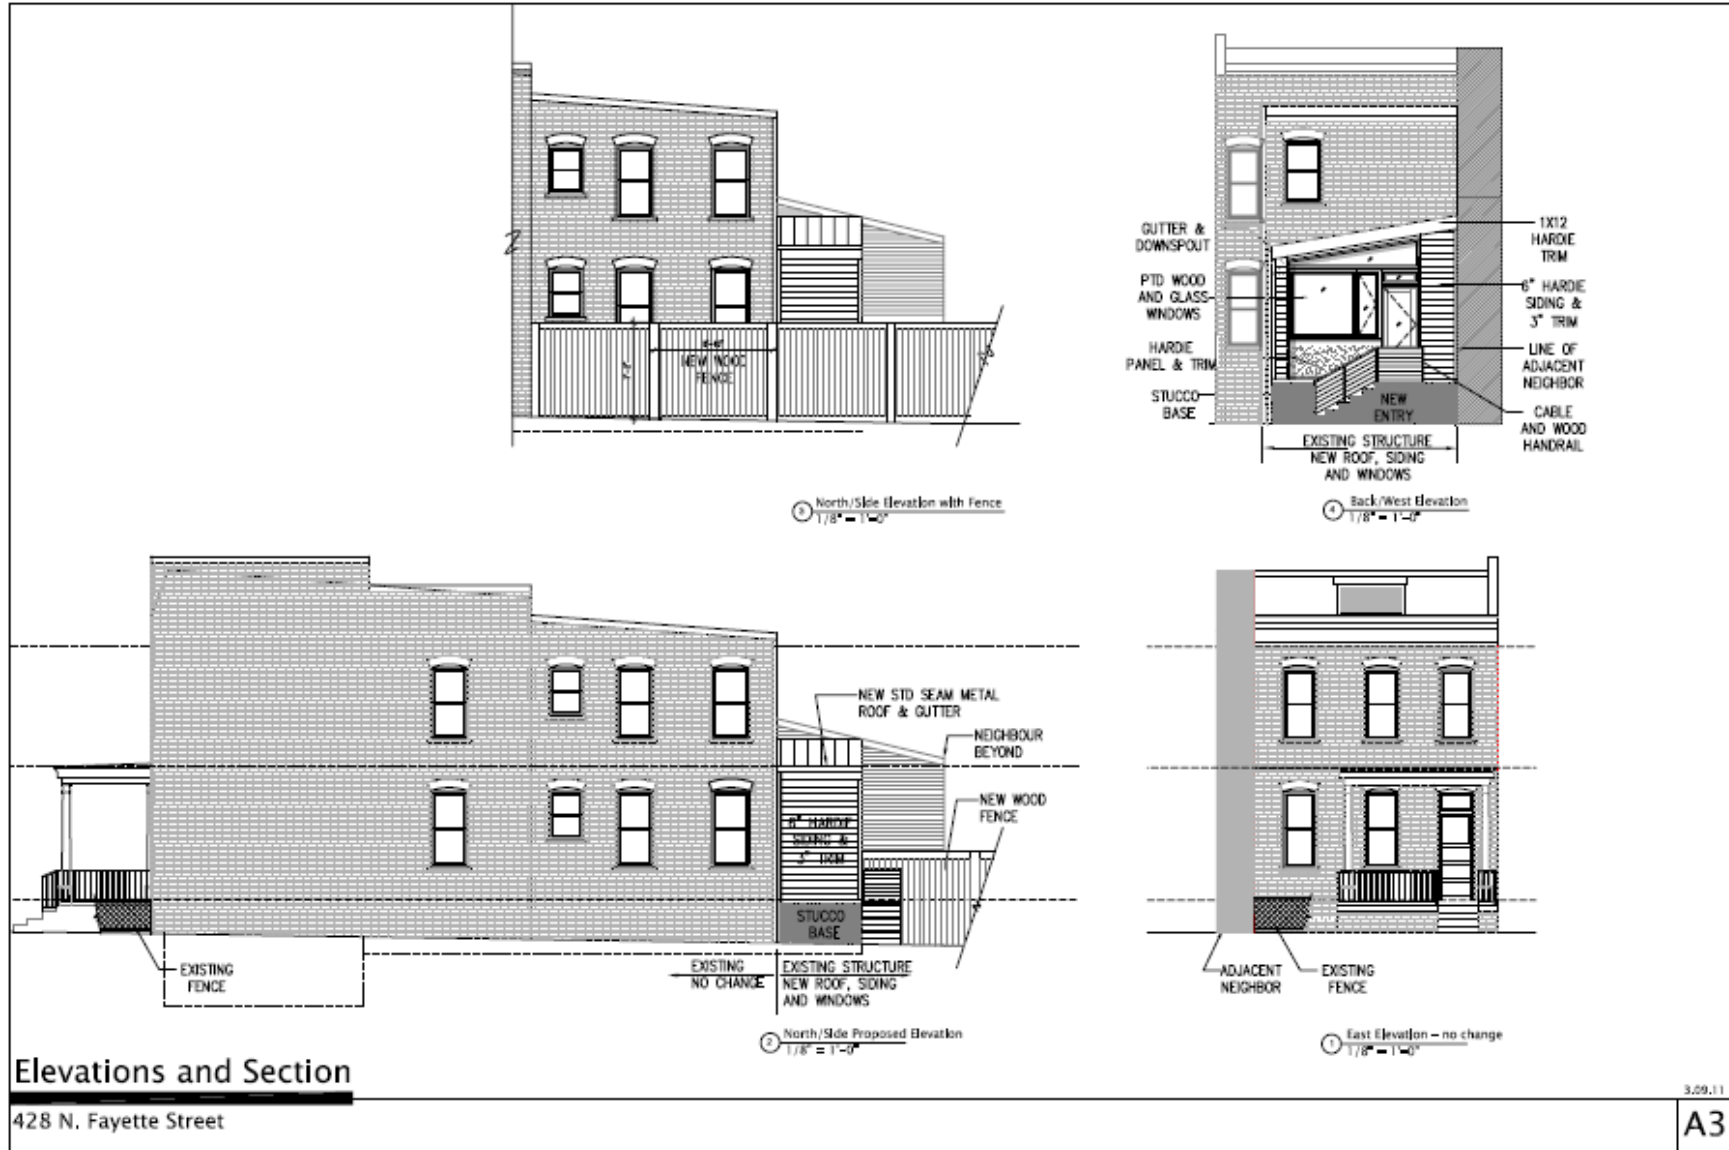 NEW WOOD
FENCE
3
North/Side Elevation with Fence
1/8" = 1'-0"
GUTTER &
DOWNSPOUT
PTD WOOD
AND GLASS
WINDOWS
HARDIE
PANEL & TRIM
STUCCO
BASE
1X12
HARDIE
TRIM
6" HARDIE
SIDING &
3" TRIM
LINE OF
ADJACENT
NEIGHBOR
CABLE
AND WOOD
HANDRAIL
NEW
ENTRY
EXISTING STRUCTURE
NEW ROOF, SIDING
AND WINDOWS
4
Back/West Elevation
1/8" = 1'-0"
NEW STD SEAM METAL
ROOF & GUTTER
NEIGHBOUR
BEYOND
NEW WOOD
FENCE
6" HARDIE
SIDING &
3" TRIM
STUCCO
BASE
EXISTING
FENCE
EXISTING
NO CHANGE
EXISTING STRUCTURE
NEW ROOF, SIDING
AND WINDOWS
2
North/Side Proposed Elevation
1/8" = 1'-0"
ADJACENT
NEIGHBOR
EXISTING
FENCE
1
East Elevation – no change
1/8" = 1'-0"
Elevations and Section
428 N. Fayette Street
3.09.11
A3